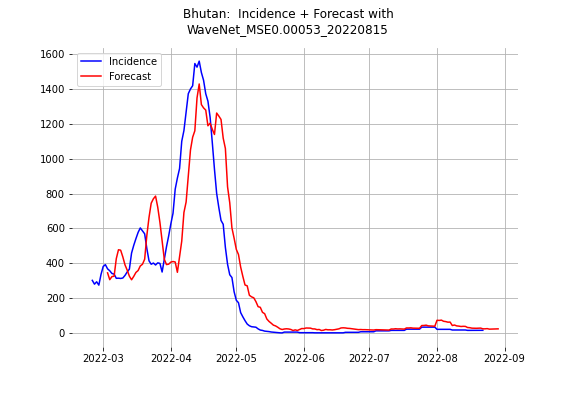 Bhutan:  Incidence + Forecast with
WaveNet_MSE0.00053_20220815
Incidence
Forecast
1600
1400
1200
1000
800
600
400
200
0
2022-03 2022-04 2022-05 2022-06 2022-07 2022-08 2022-09